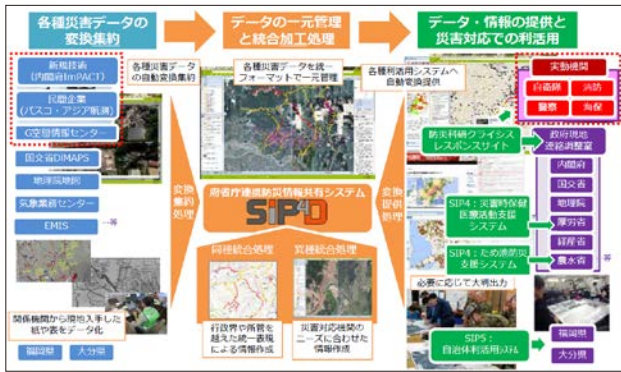 各種災害データの
変換集約
データの一元管理
と統合加工処理
データ・情報の提供と
災害対応での利活用
新規技術
(内閣府ImPACT)
民間企業
(パスコ・アジア航測)
G空間情報センター
国交省DiMAPS
地理院地図
気象業務センター
EMIS
…等
関係機関から現地入手した
紙や表をデータ化
福岡県
大分県
各種災害データ
の自動変換集約
変換
集約
処理
各種災害データを統一
フォーマットで一元管理
府省庁連携防災情報共有システム
SIP4D
同種統合処理
異種統合処理
行政界や所管を
越えた統一表現
による情報作成
災害対応機関の
ニーズに合わせた
情報作成
各種利活用システムへ
自動変換提供
変換
提供
処理
実動機関
自衛隊
消防
警察
海保
防災科研クライシス
レスポンスサイト
政府現地
連絡調整室
内閣府
国交省
地理院
厚労省
経産省
農水省
等
SIP4:災害時保健
医療活動支援
システム
SIP4:ため池防災
支援システム
必要に応じて大判出力
SIP5:
自治体利活用システム
福岡県
大分県